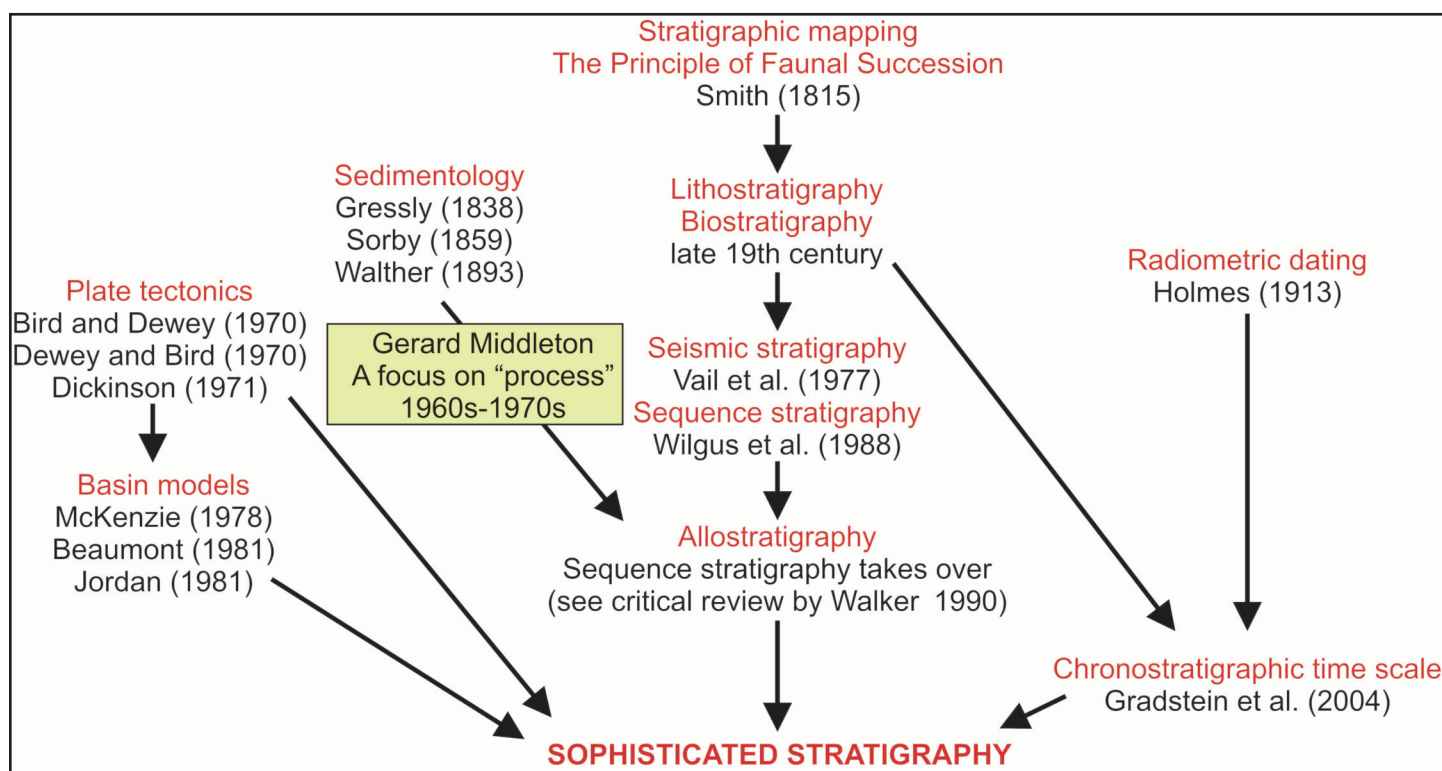 Stratigraphic mapping
The Principle of Faunal Succession
Smith (1815)
Sedimentology
Gressly (1838)
Sorby (1859)
Walther (1893)
Lithostratigraphy
Biostratigraphy
late 19th century
Radiometric dating
Holmes (1913)
Plate tectonics
Bird and Dewey (1970)
Dewey and Bird (1970)
Dickinson (1971)
Gerard Middleton
A focus on “process”
1960s-1970s
Seismic stratigraphy
Vail et al. (1977)
Sequence stratigraphy
Wilgus et al. (1988)
Basin models
McKenzie (1978)
Beaumont (1981)
Jordan (1981)
Allostratigraphy
Sequence stratigraphy takes over
(see critical review by Walker  1990)
Chronostratigraphic time scale
Gradstein et al. (2004)
SOPHISTICATED STRATIGRAPHY